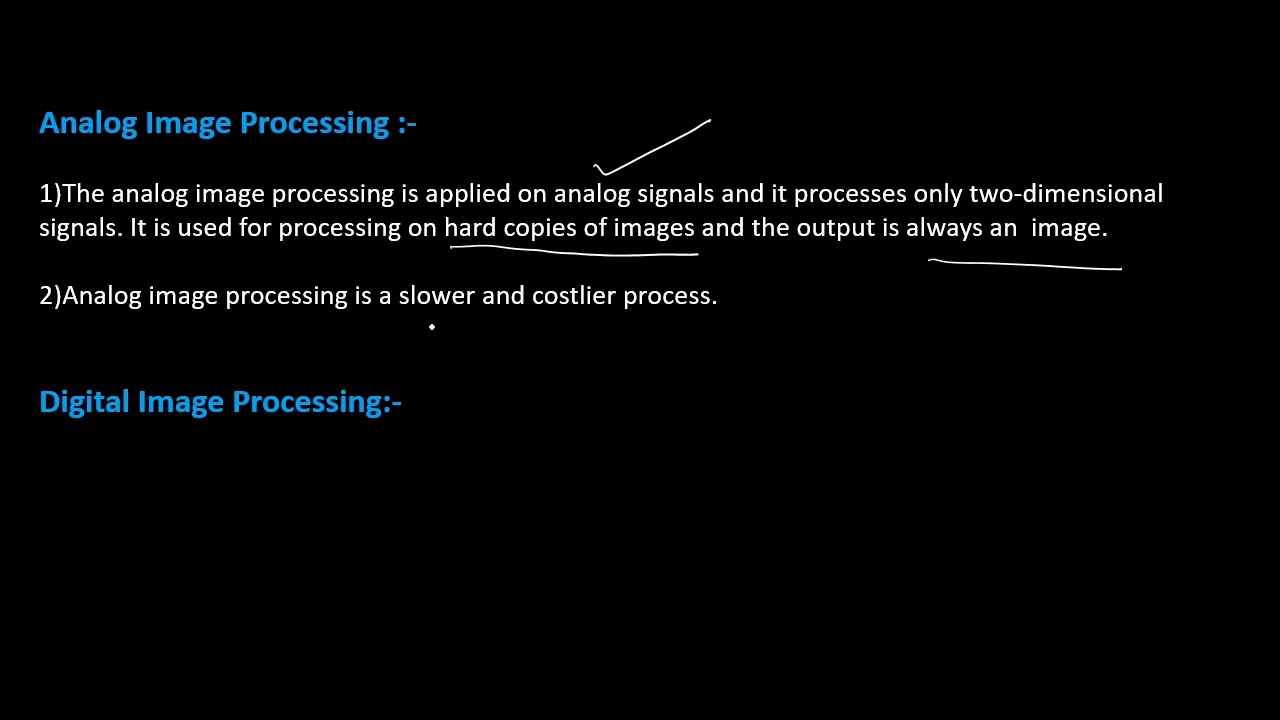 Analog Image Processing :-
1)The analog image processing is applied on analog signals and it processes only two-dimensional
signals. It is used for processing on hard copies of images and the output is always an  image.
2)Analog image processing is a slower and costlier process.
Digital Image Processing:-